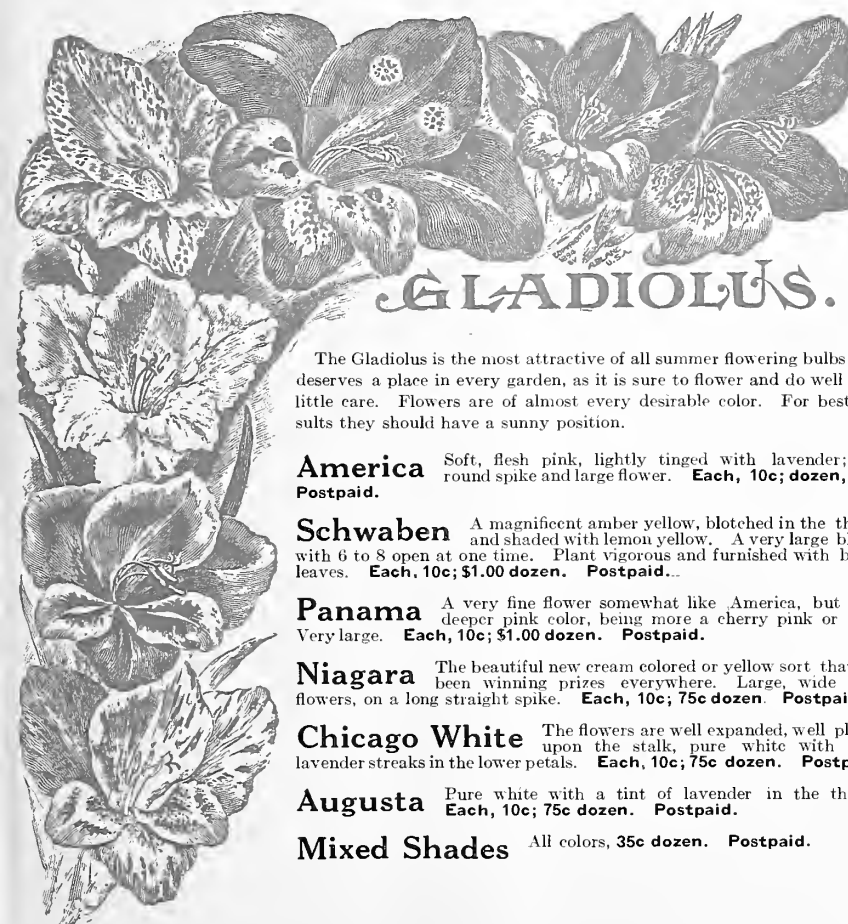 COPYRIGHTED
1894
BY A. BLANC
U.S.A.
GLADIOLUS.
The Gladiolus is the most attractive of all summer flowering bulbs
deserves a place in every garden, as it is sure to flower and do well
little care. Flowers are of almost every desirable color. For best
sults they should have a sunny position.
America Soft, flesh pink, lightly tinged with lavender;
round spike and large flower. Each, 10c; dozen,
Postpaid.
Schwaben A magnificent amber yellow, blotched in the th
and shaded with lemon yellow. A very large bl
with 6 to 8 open at one time. Plant vigorous and furnished with b
leaves. Each, 10c; $1.00 dozen. Postpaid.
Panama A very fine flower somewhat like America, but
deeper pink color, being more a cherry pink or
Very large. Each, 10c; $1.00 dozen. Postpaid.
Niagara The beautiful new cream colored or yellow sort tha
been winning prizes everywhere. Large, wide
flowers, on a long straight spike. Each, 10c; 75c dozen. Postpai
Chicago White The flowers are well expanded, well pl
upon the stalk, pure white with
lavender streaks in the lower petals. Each, 10c; 75c dozen. Postp
Augusta Pure white with a tint of lavender in the th
Each, 10c; 75c dozen. Postpaid.
Mixed Shades All colors, 35c dozen. Postpaid.